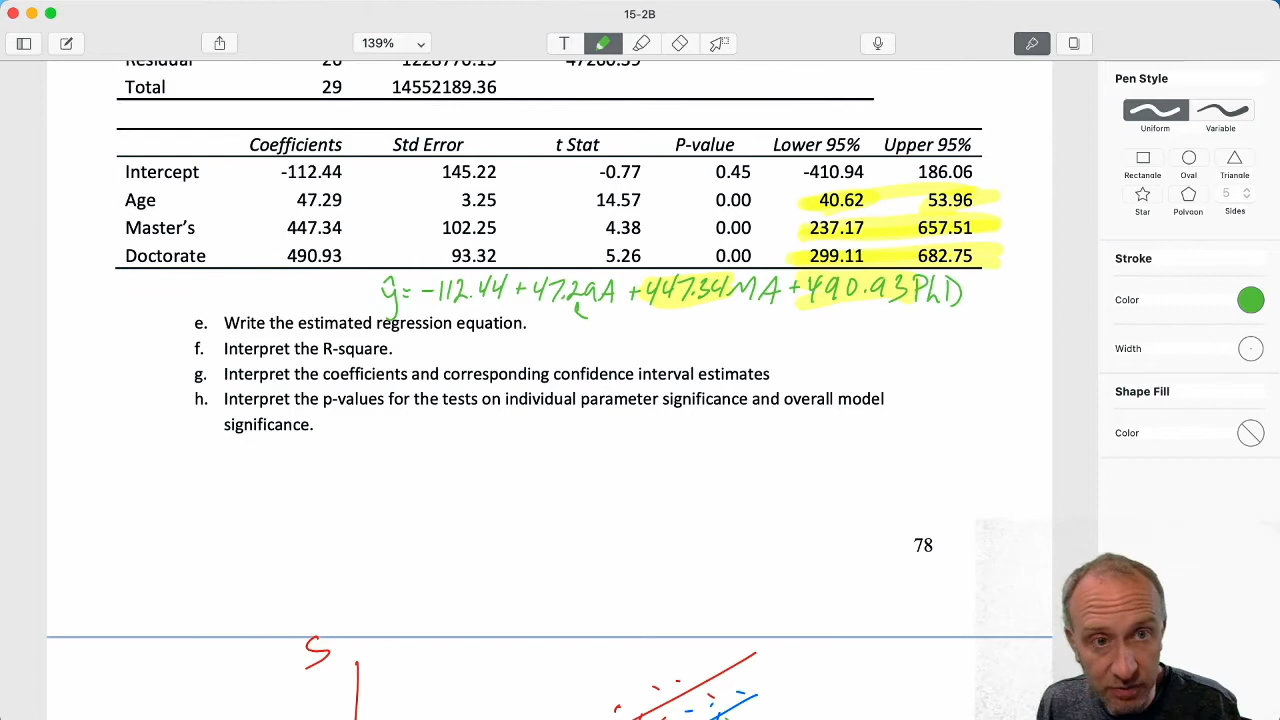 15-2B
139%
T
Residual 26 1228770.15 47260.39
Total 29 14552189.36
Coefficients Std Error t Stat P-value Lower 95% Upper 95%
Intercept -112.44 145.22 -0.77 0.45 -410.94 186.06
Age 47.29 3.25 14.57 0.00 40.62 53.96
Master's 447.34 102.25 4.38 0.00 237.17 657.51
Doctorate 490.93 93.32 5.26 0.00 299.11 682.75
ŷ = -112.44 + 47.29A + 447.34MA + 490.93PhD
e. Write the estimated regression equation.
f. Interpret the R-square.
g. Interpret the coefficients and corresponding confidence interval estimates
h. Interpret the p-values for the tests on individual parameter significance and overall model
significance.
78
S
Pen Style
Uniform Variable
Rectangle Oval Triangle
5
Star Polygon Sides
Stroke
Color
Width
Shape Fill
Color